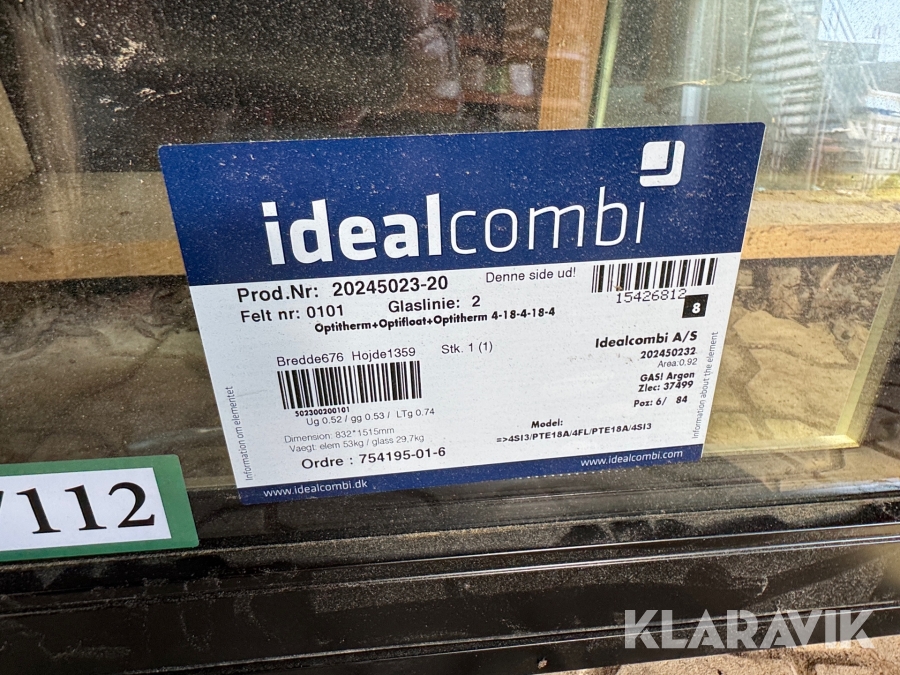 idealcombi
Prod.Nr: 20245023-20
Denne side ud!
Felt nr: 0101 Glaslinie: 2
15426812
8
Optitherm+Optifloat+Optitherm 4-18-4-18-4
Bredde676 Hojde1359 Stk. 1 (1)
Idealcombi A/S
202450232
Area:0.92
GAS! Argon
Zlec: 37499
Poz: 6/ 84
502300200101
Ug 0.52 / gg 0.53 / LTg 0.74
Dimension: 832*1515mm
Vaegt: elem 53kg / glass 29,7kg
Model:
=>4SI3/PTE18A/4FL/PTE18A/4SI3
Ordre : 754195-01-6
Information om elementet
Information about the element
www.idealcombi.dk
www.idealcombi.com
7112
KLARAVIK